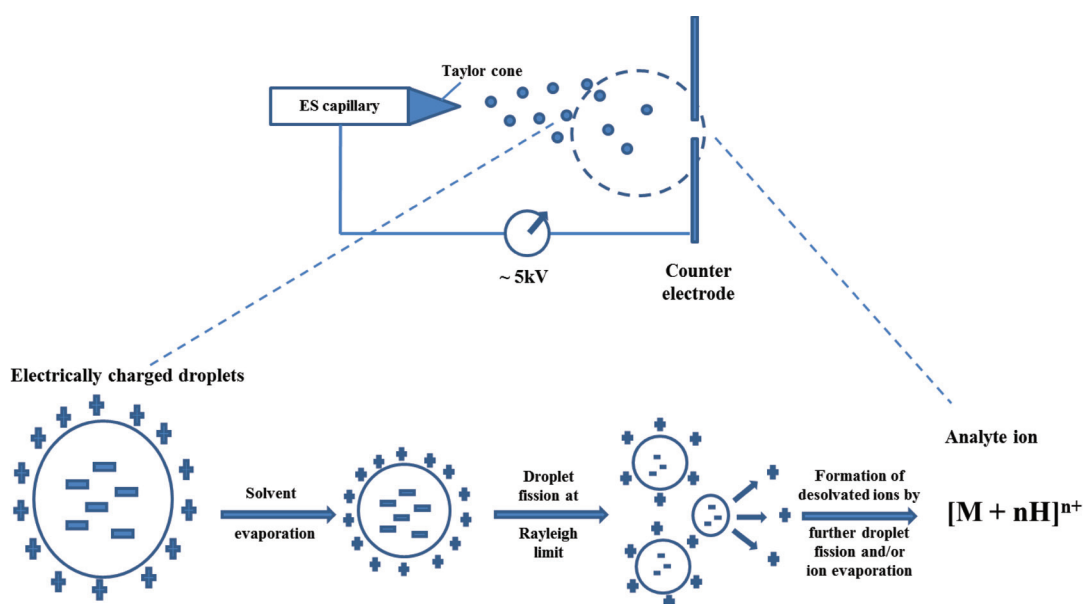 Taylor cone
ES capillary
~ 5kV
Counter
electrode
Electrically charged droplets
Solvent
evaporation
Droplet
fission at
Rayleigh
limit
Formation of
desolvated ions by
further droplet
fission and/or
ion evaporation
Analyte ion
[M + nH]ⁿ⁺